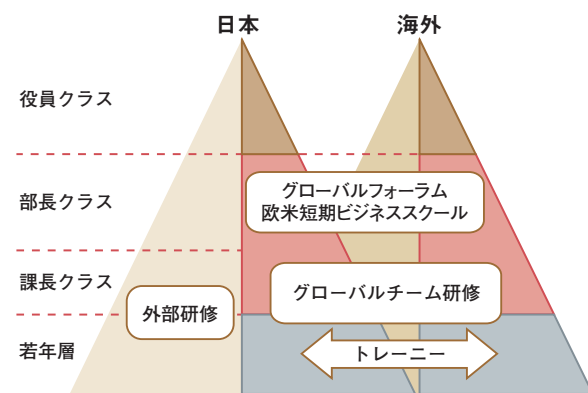 日本
海外
役員クラス
部長クラス
グローバルフォーラム
欧米短期ビジネススクール
課長クラス
グローバルチーム研修
外部研修
若年層
トレーニー